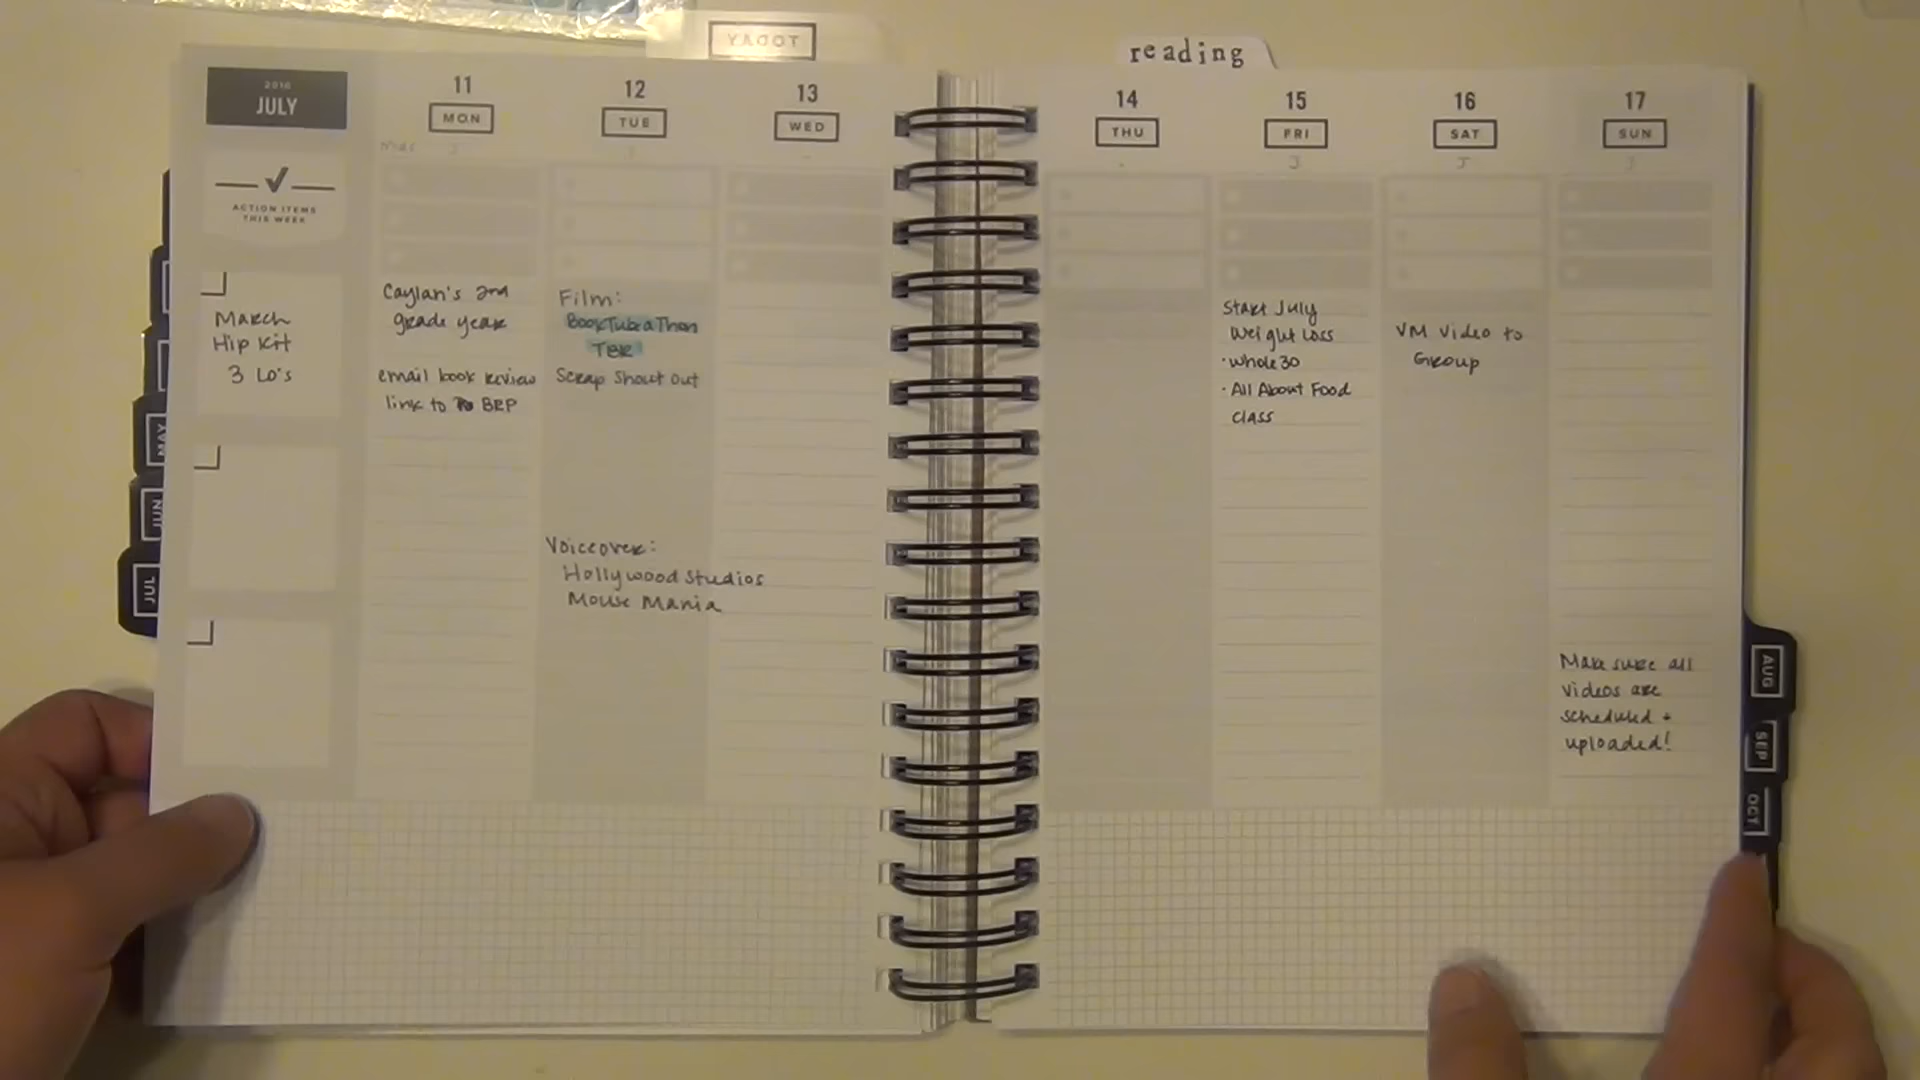 TODAY
reading
2016
JULY
11
MON
12
TUE
13
WED
14
THU
15
FRI
16
SAT
17
SUN
ACTION ITEMS
THIS WEEK
March
Hip Kit
3 LO's
Caylan's 2nd
grade year
email book review
link to BRP
Film:
BookTubeaThon
TBR
Scrap Shout Out
Voiceover:
Hollywood Studios
Mouse Mania
Start July
Weight Loss
· Whole30
· All About Food
class
VM Video to
Group
Make sure all
videos are
scheduled +
uploaded!
MAY
JUN
JUL
AUG
SEP
OCT